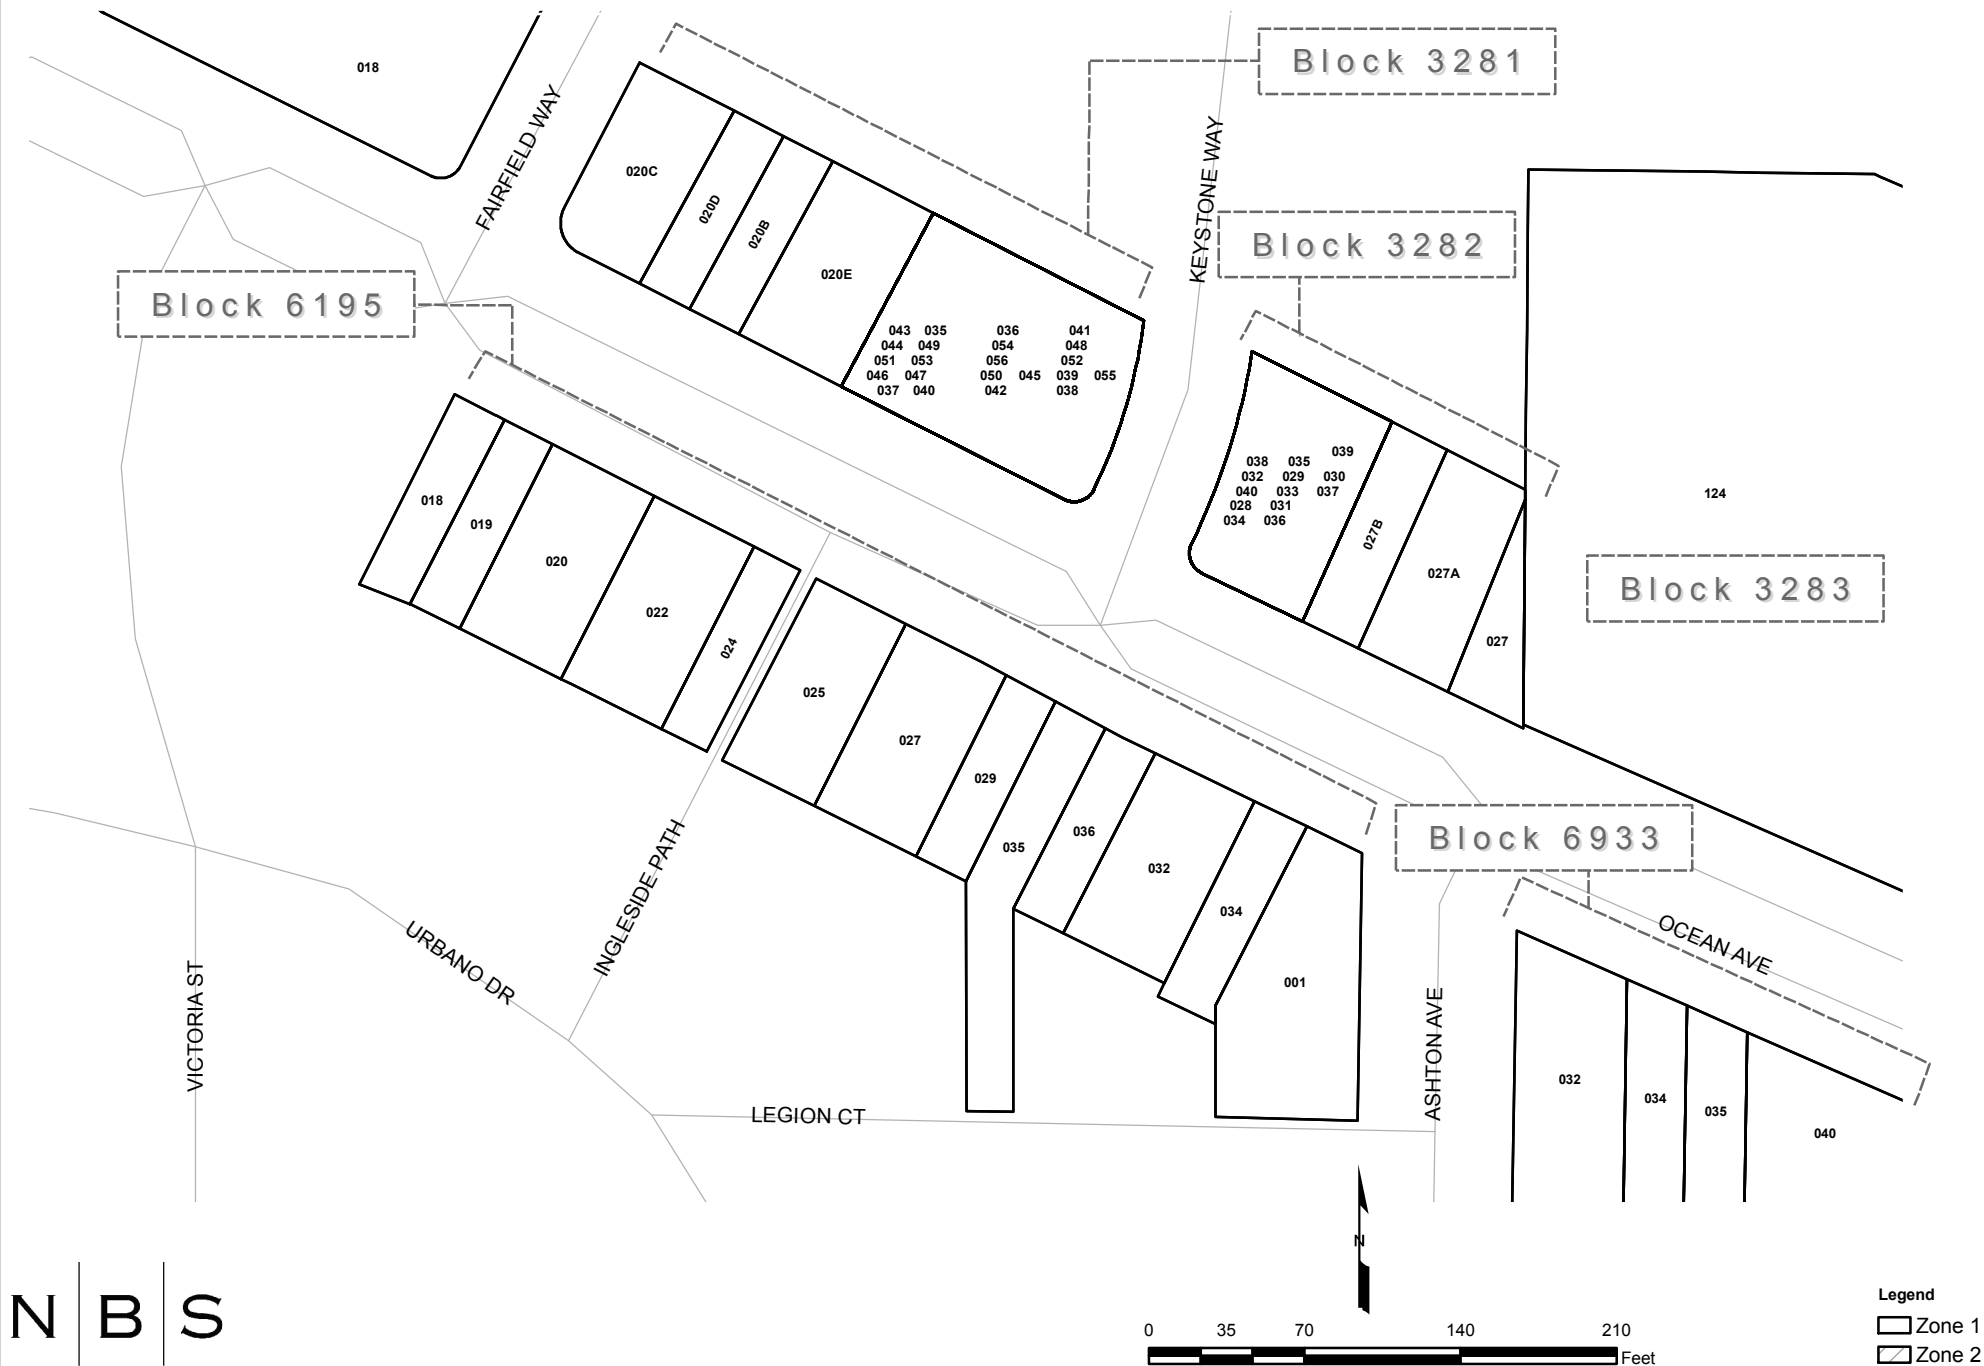 018
FAIRFIELD WAY
Block 3281
KEYSTONE WAY
Block 3282
Block 6195
020C
020D
020B
020E
043 035 036 041
044 049 054 048
051 053 056 052
046 047 050 045 039 055
037 040 042 038
039
038 035
032 029 030
040 033 037
028 031
034 036
027B
027A
027
124
Block 3283
018
019
020
022
024
025
027
029
035
036
032
034
001
Block 6933
OCEAN AVE
032
034
035
040
INGLESIDE PATH
URBANO DR
VICTORIA ST
LEGION CT
ASHTON AVE
N
N B S
0 35 70 140 210
Feet
Legend
Zone 1
Zone 2